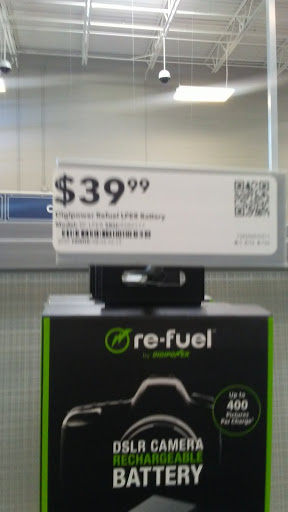 $39.99
Digipower Refuel LPE8 Battery
re-fuel
by DIGIPOWER
Up to
400
Pictures
Per Charge*
DSLR CAMERA
RECHARGEABLE
BATTERY